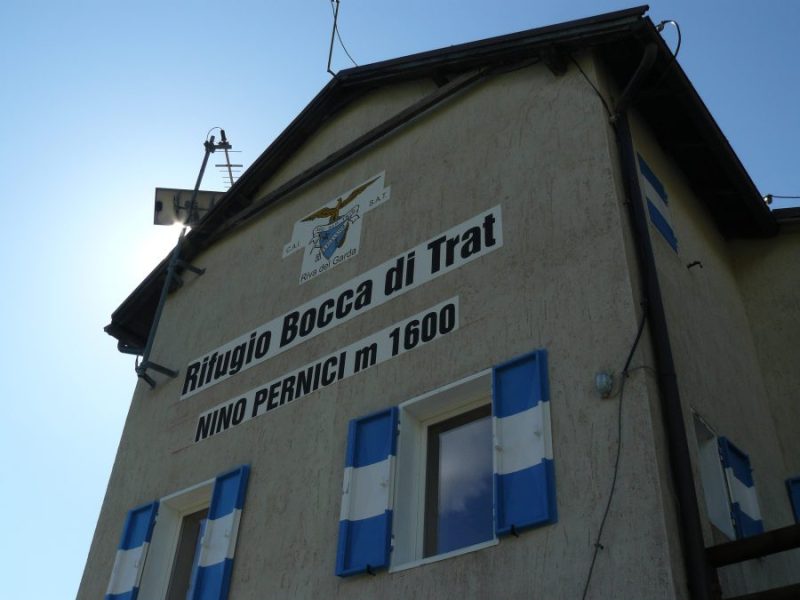 C.A.I. S.A.T.
Riva del Garda
Rifugio Bocca di Trat
NINO PERNICI m 1600